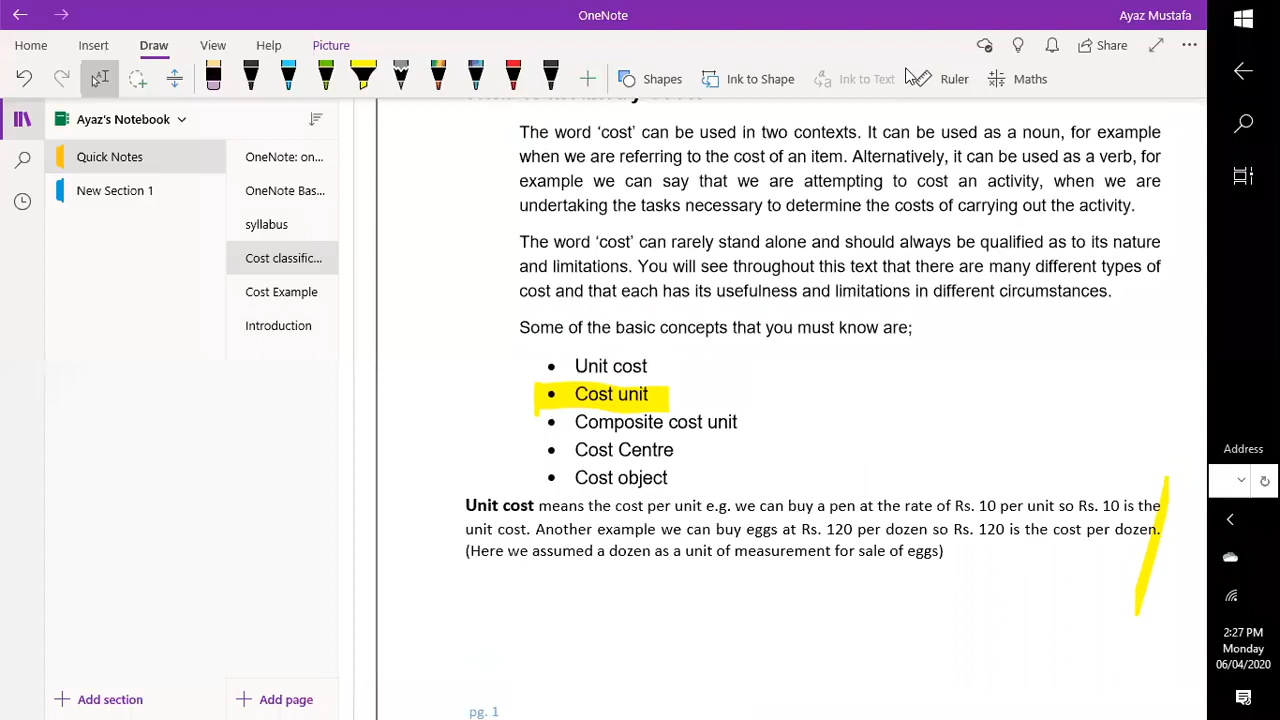 OneNote
Ayaz Mustafa
Home Insert Draw View Help Picture
Share
Shapes Ink to Shape Ink to Text Ruler Maths
Ayaz's Notebook
Quick Notes
New Section 1
OneNote: on...
OneNote Bas...
syllabus
Cost classific...
Cost Example
Introduction
Add section
Add page
The word ‘cost’ can be used in two contexts. It can be used as a noun, for example
when we are referring to the cost of an item. Alternatively, it can be used as a verb, for
example we can say that we are attempting to cost an activity, when we are
undertaking the tasks necessary to determine the costs of carrying out the activity.
The word ‘cost’ can rarely stand alone and should always be qualified as to its nature
and limitations. You will see throughout this text that there are many different types of
cost and that each has its usefulness and limitations in different circumstances.
Some of the basic concepts that you must know are;
• Unit cost
• Cost unit
• Composite cost unit
• Cost Centre
• Cost object
Unit cost means the cost per unit e.g. we can buy a pen at the rate of Rs. 10 per unit so Rs. 10 is the
unit cost. Another example we can buy eggs at Rs. 120 per dozen so Rs. 120 is the cost per dozen.
(Here we assumed a dozen as a unit of measurement for sale of eggs)
pg. 1
Address
2:27 PM
Monday
06/04/2020